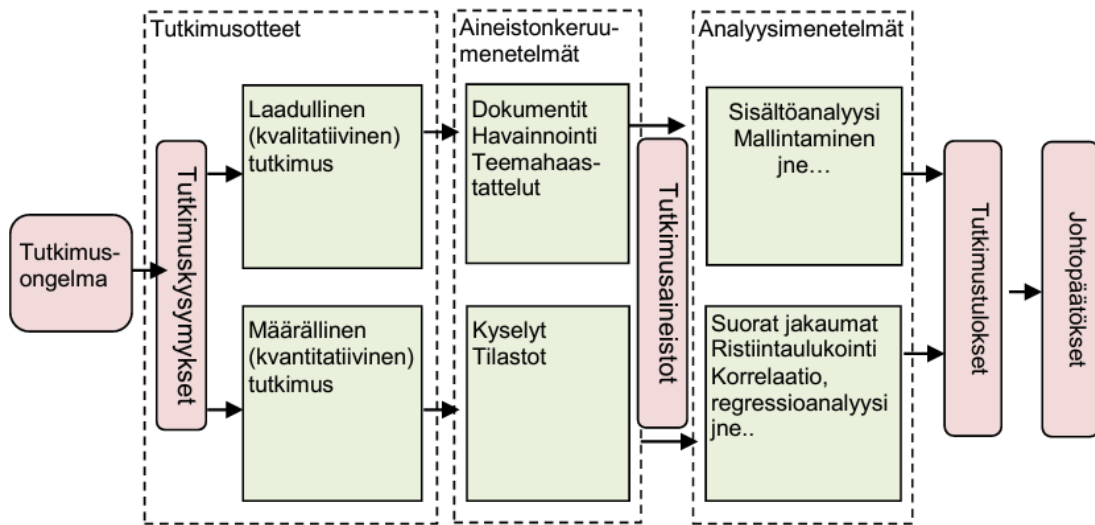 Tutkimusotteet
Aineistonkeruu-
menetelmät
Analyysimenetelmät
Tutkimus-
ongelma
Tutkimuskysymykset
Laadullinen
(kvalitatiivinen)
tutkimus
Määrällinen
(kvantitatiivinen)
tutkimus
Dokumentit
Havainnointi
Teemahaas-
tattelut
Kyselyt
Tilastot
Tutkimusaineistot
Sisältöanalyysi
Mallintaminen
jne…
Suorat jakaumat
Ristiintaulukointi
Korrelaatio,
regressioanalyysi
jne..
Tutkimustulokset
Johtopäätökset